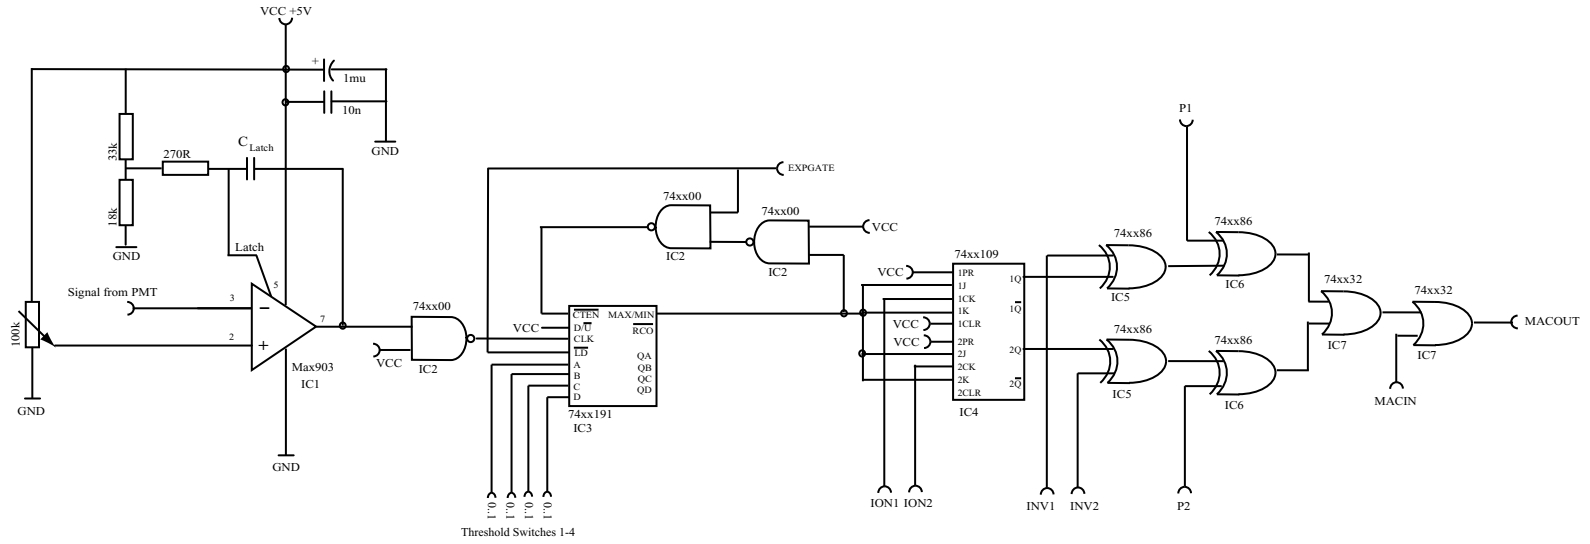 VCC +5V
+
1mu
10n
GND
33k
18k
GND
270R
C Latch
Latch
5
Signal from PMT
3
2
7
−
+
100k
GND
Max903
IC1
GND
74xx00
VCC
IC2
EXPGATE
74xx00
IC2
74xx00
IC2
VCC
VCC
CTEN MAX/MIN
D/U
RCO
CLK
LD
A QA
B QB
C QC
D QD
74xx191
IC3
0..1 0..1 0..1 0..1
Threshold Switches 1-4
74xx109
VCC
1PR
1J 1Q
1CK
1K 1Q
VCC
1CLR
VCC
2PR
2J 2Q
2CK
2K 2Q
2CLR
IC4
ION1 ION2
INV1 INV2
74xx86
IC5
74xx86
IC5
P1
74xx86
IC6
74xx86
IC6
P2
74xx32
IC7
74xx32
IC7
MACIN
MACOUT